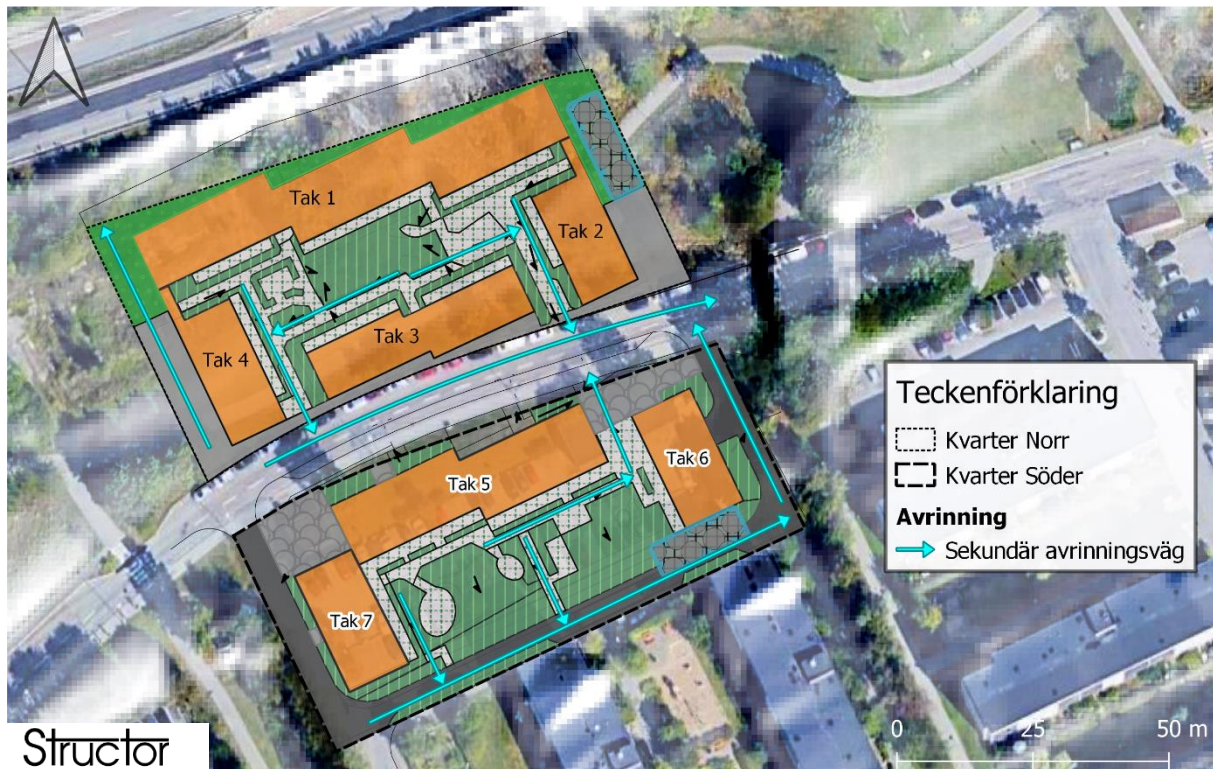 Tak 1
Tak 2
Tak 3
Tak 4
Tak 5
Tak 6
Tak 7
Teckenförklaring
Kvarter Norr
Kvarter Söder
Avrinning
Sekundär avrinningsväg
0 25 50 m
Structor